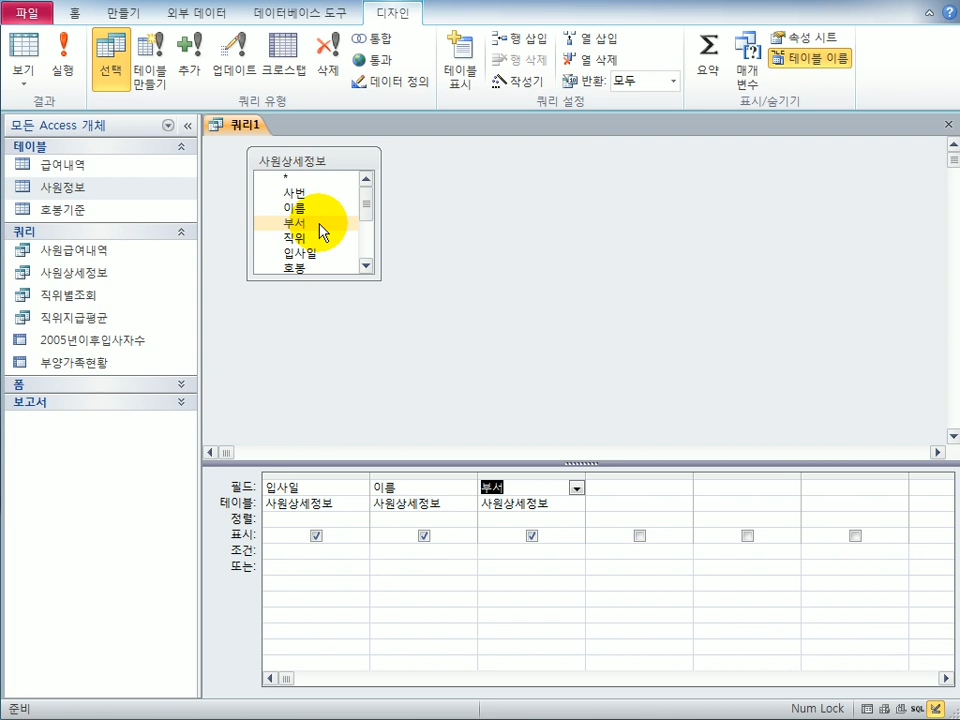 파일 홈 만들기 외부 데이터 데이터베이스 도구 디자인
보기 실행 선택 테이블 만들기 추가 업데이트 크로스탭 삭제 통합 통과 데이터 정의 테이블 표시 행 삽입 행 삭제 작성기 열 삽입 열 삭제 반환: 모두 요약 매개 변수 속성 시트 테이블 이름
결과 쿼리 유형 쿼리 설정 표시/숨기기
모든 Access 개체
테이블
급여내역
사원정보
호봉기준
쿼리
사원급여내역
사원상세정보
직위별조회
직위지급평균
2005년이후입사자수
부양가족현황
폼
보고서
쿼리1
사원상세정보
*
사번
이름
부서
직위
입사일
호봉
필드: 입사일 이름 부서
테이블: 사원상세정보 사원상세정보 사원상세정보
정렬:
표시:
조건:
또는:
준비 Num Lock SQL